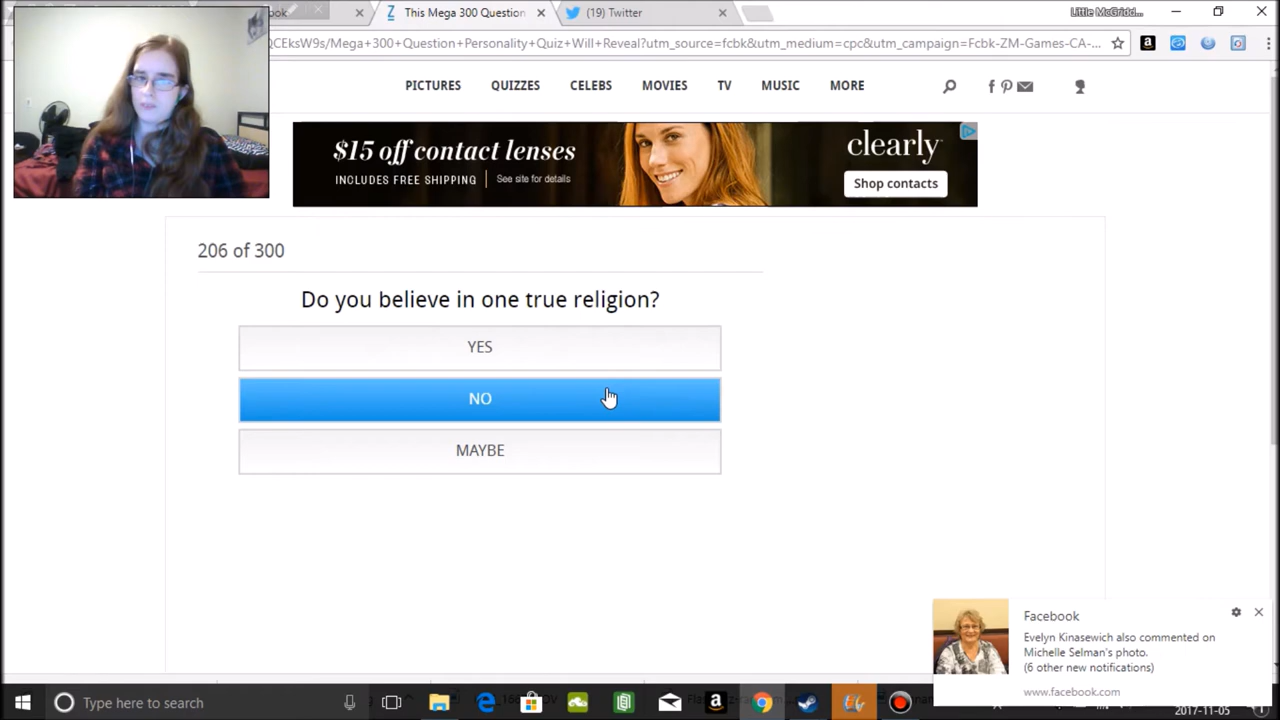 ook
This Mega 300 Question
(19) Twitter
Little McGridd...
QCEksW9s/Mega+300+Question+Personality+Quiz+Will+Reveal?utm_source=fcbk&utm_medium=cpc&utm_campaign=Fcbk-ZM-Games-CA-...
PICTURES QUIZZES CELEBS MOVIES TV MUSIC MORE
$15 off contact lenses
INCLUDES FREE SHIPPING See site for details
clearly
Shop contacts
206 of 300
Do you believe in one true religion?
YES
NO
MAYBE
Facebook
Evelyn Kinasewich also commented on
Michelle Selman's photo.
(6 other new notifications)
www.facebook.com
Type here to search
2017-11-05